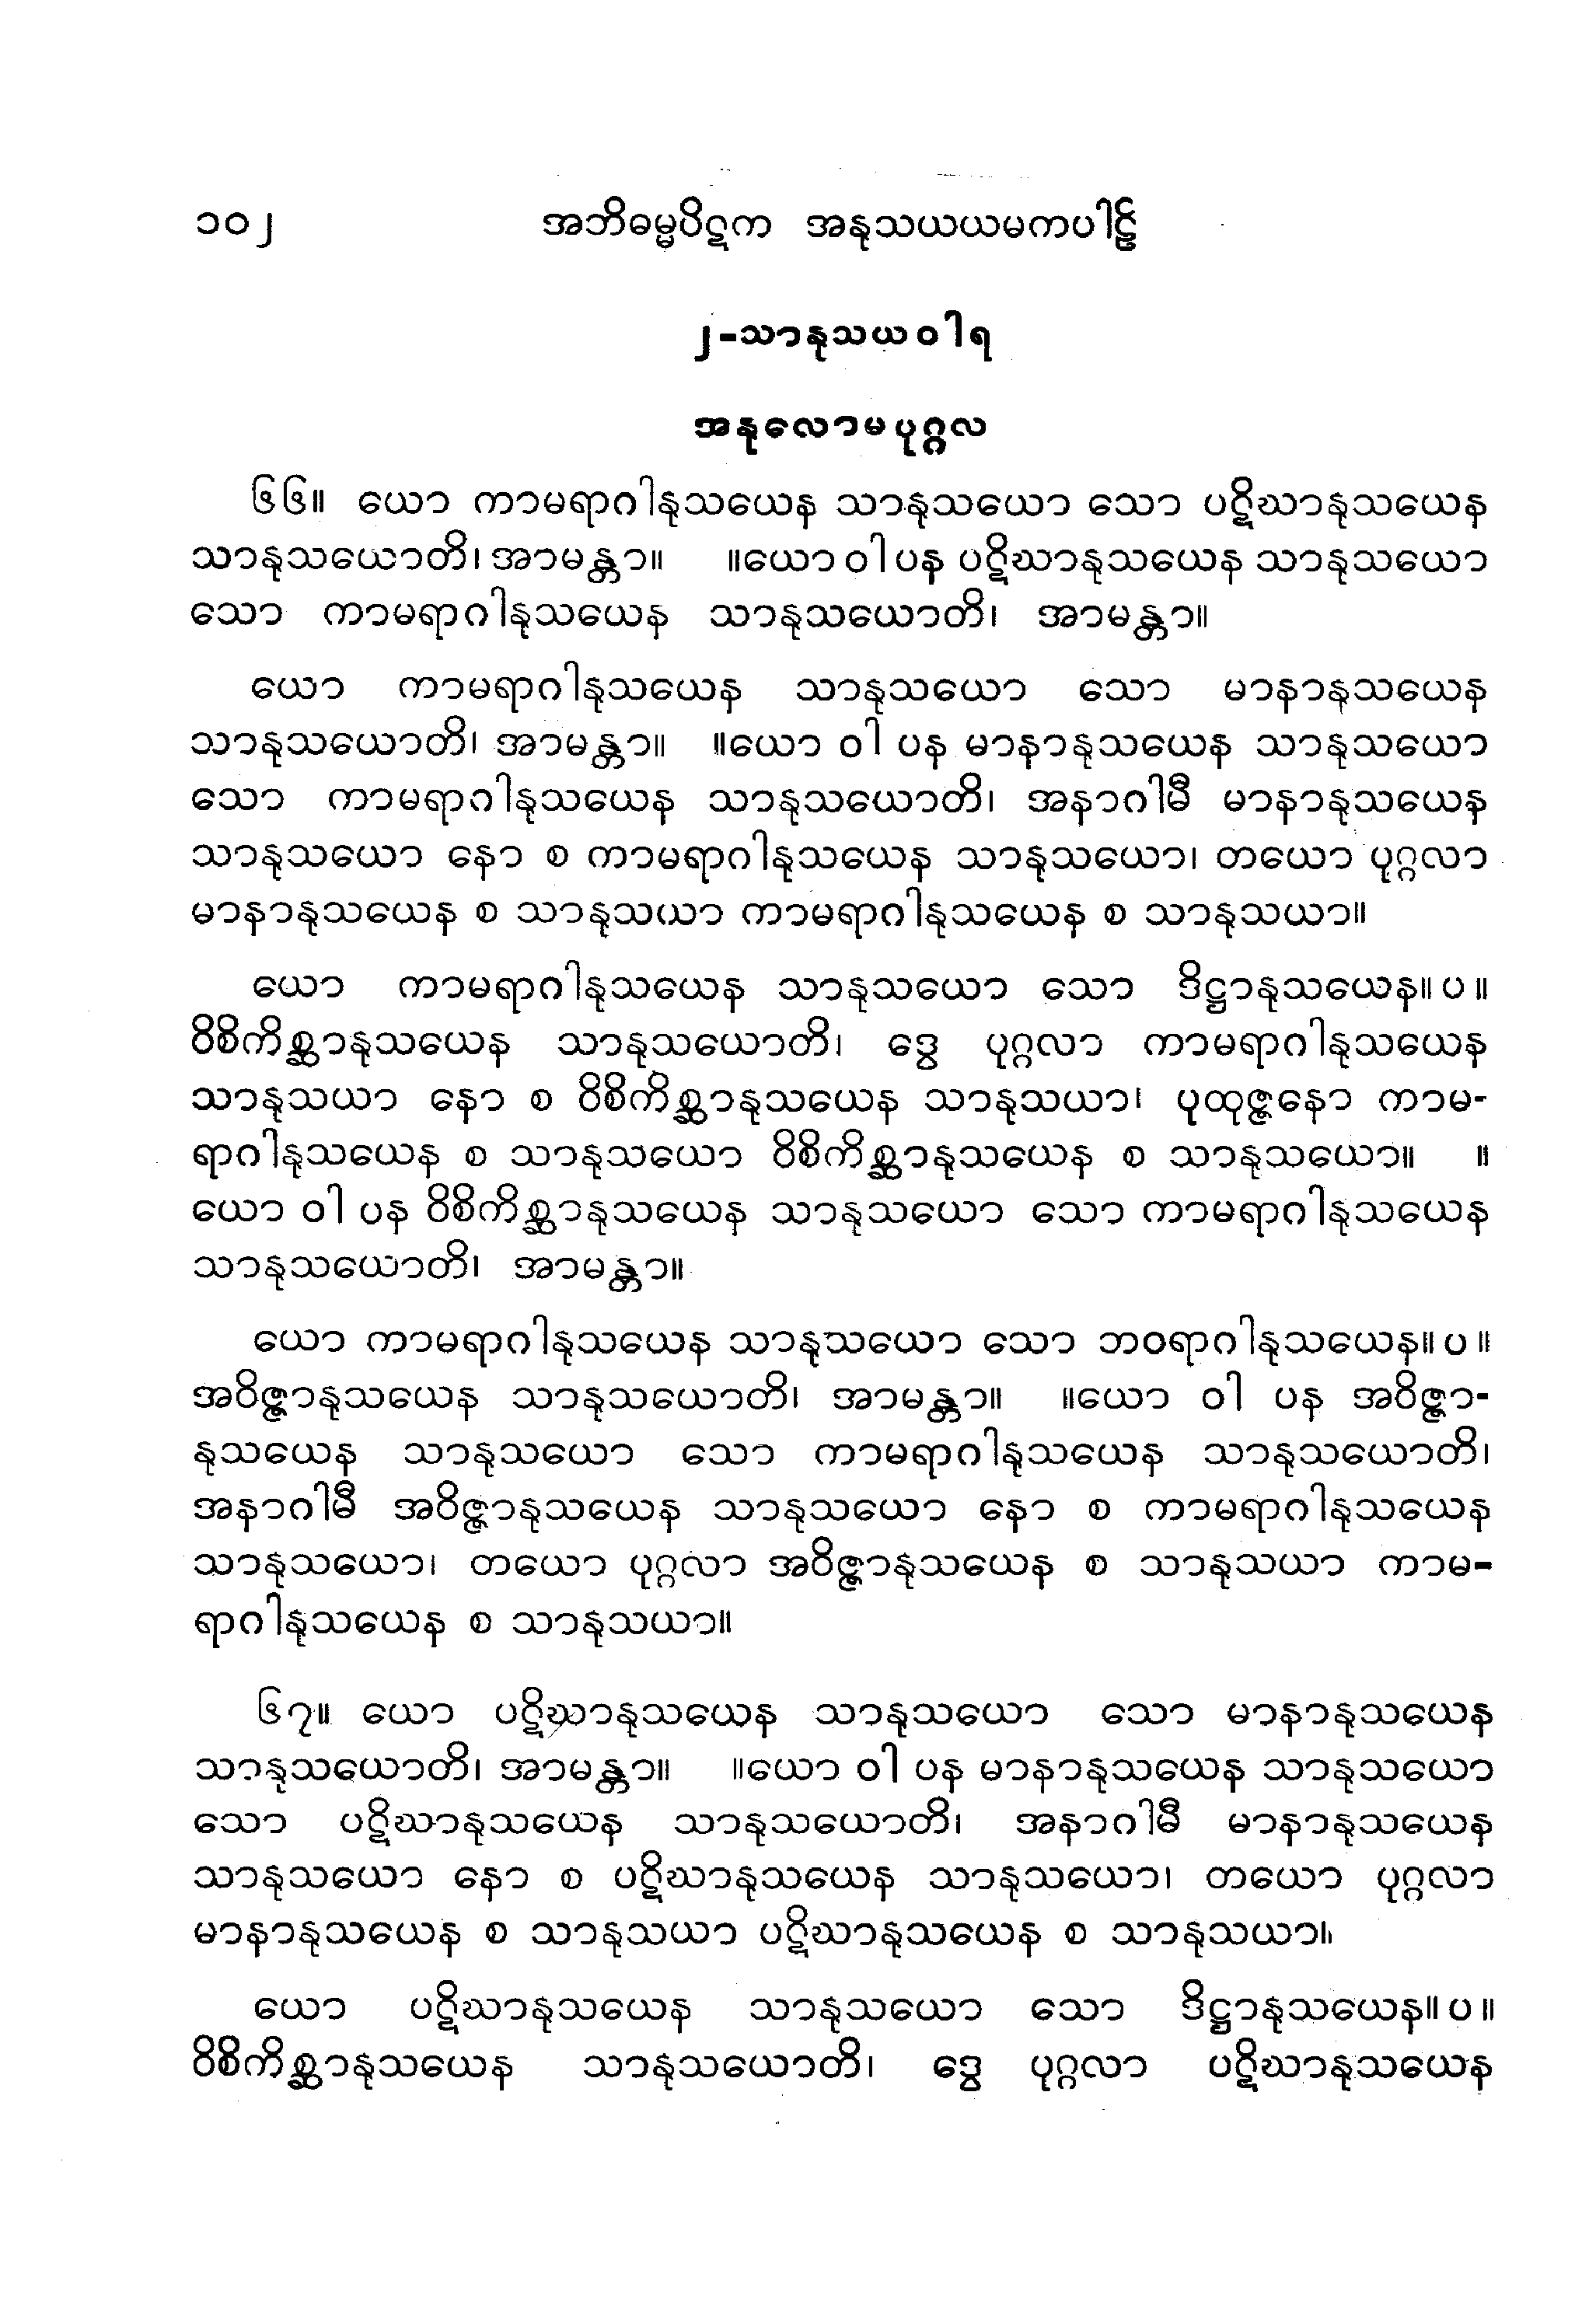 ၁၀၂ အဘိဓမ္မပိဋက အနုသယယမကပါဠိ
၂-သာနုသယဝါရ
အနုလောမပုဂ္ဂလ
၆၆။ ယော ကာမရာဂါနုသယေန သာနုသယော သော ပဋိဃာနုသယေန
သာနုသယောတိ၊ အာမန္တာ။ ။ယော ဝါ ပန ပဋိဃာနုသယေန သာနုသယော
သော ကာမရာဂါနုသယေန သာနုသယောတိ၊ အာမန္တာ။
ယော ကာမရာဂါနုသယေန သာနုသယော သော မာနာနုသယေန
သာနုသယောတိ၊ အာမန္တာ။ ။ယော ဝါ ပန မာနာနုသယေန သာနုသယော
သော ကာမရာဂါနုသယေန သာနုသယောတိ၊ အနာဂါမီ မာနာနုသယေန
သာနုသယော နော စ ကာမရာဂါနုသယေန သာနုသယော၊ တယော ပုဂ္ဂလာ
မာနာနုသယေန စ သာနုသယာ ကာမရာဂါနုသယေန စ သာနုသယာ။
ယော ကာမရာဂါနုသယေန သာနုသယော သော ဒိဋ္ဌာနုသယေန။ ပ ။
ဝိစိကိစ္ဆာနုသယေန သာနုသယောတိ၊ ဒွေ ပုဂ္ဂလာ ကာမရာဂါနုသယေန
သာနုသယာ နော စ ဝိစိကိစ္ဆာနုသယေန သာနုသယာ၊ ပုထုဇ္ဇနော ကာမ-
ရာဂါနုသယေန စ သာနုသယော ဝိစိကိစ္ဆာနုသယေန စ သာနုသယော။ ။
ယော ဝါ ပန ဝိစိကိစ္ဆာနုသယေန သာနုသယော သော ကာမရာဂါနုသယေန
သာနုသယောတိ၊ အာမန္တာ။
ယော ကာမရာဂါနုသယေန သာနုသယော သော ဘဝရာဂါနုသယေန။ ပ ။
အဝိဇ္ဇာနုသယေန သာနုသယောတိ၊ အာမန္တာ။ ။ယော ဝါ ပန အဝိဇ္ဇာ-
နုသယေန သာနုသယော သော ကာမရာဂါနုသယေန သာနုသယောတိ၊
အနာဂါမီ အဝိဇ္ဇာနုသယေန သာနုသယော နော စ ကာမရာဂါနုသယေန
သာနုသယော၊ တယော ပုဂ္ဂလာ အဝိဇ္ဇာနုသယေန စ သာနုသယာ ကာမ-
ရာဂါနုသယေန စ သာနုသယာ။
၆၇။ ယော ပဋိဃာနုသယေန သာနုသယော သော မာနာနုသယေန
သာနုသယောတိ၊ အာမန္တာ။ ။ယော ဝါ ပန မာနာနုသယေန သာနုသယော
သော ပဋိဃာနုသယေန သာနုသယောတိ၊ အနာဂါမီ မာနာနုသယေန
သာနုသယော နော စ ပဋိဃာနုသယေန သာနုသယော၊ တယော ပုဂ္ဂလာ
မာနာနုသယေန စ သာနုသယာ ပဋိဃာနုသယေန စ သာနုသယာ။
ယော ပဋိဃာနုသယေန သာနုသယော သော ဒိဋ္ဌာနုသယေန။ ပ ။
ဝိစိကိစ္ဆာနုသယေန သာနုသယောတိ၊ ဒွေ ပုဂ္ဂလာ ပဋိဃာနုသယေန